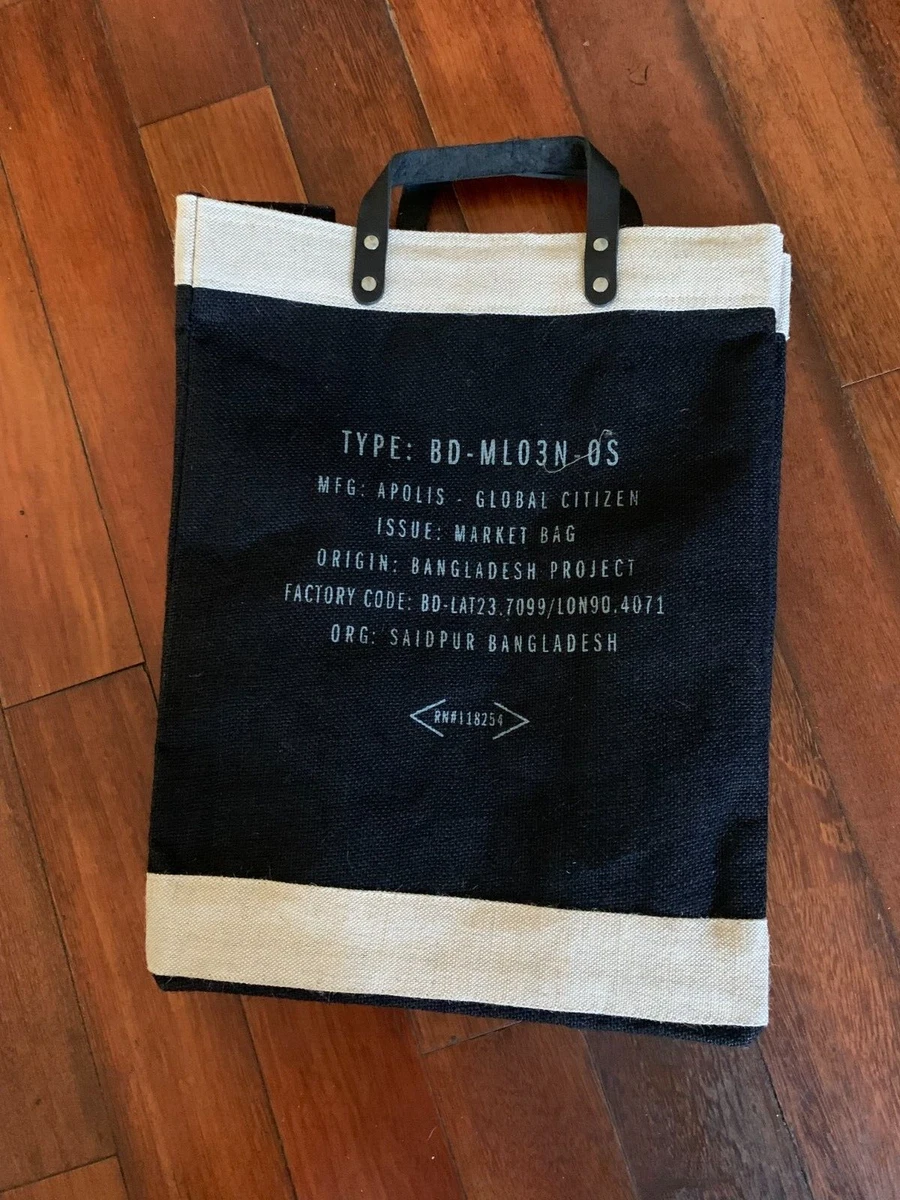 TYPE: BD-ML03N-OS
MFG: APOLIS - GLOBAL CITIZEN
ISSUE: MARKET BAG
ORIGIN: BANGLADESH PROJECT
FACTORY CODE: BD-LAT23.7099/LON90.4071
ORG: SAIDPUR BANGLADESH
RN#118254